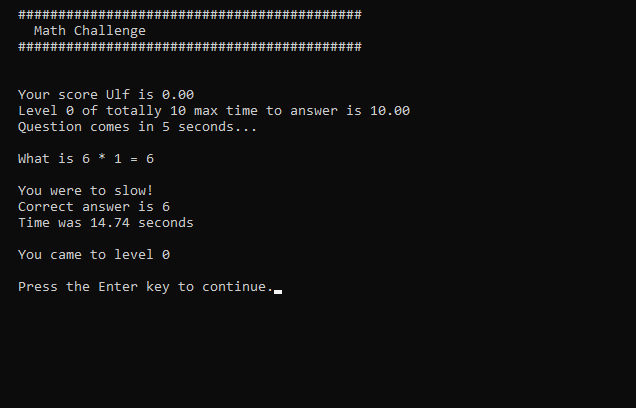 ###########################################
Math Challenge
###########################################
Your score Ulf is 0.00
Level 0 of totally 10 max time to answer is 10.00
Question comes in 5 seconds...
What is 6 * 1 = 6
You were to slow!
Correct answer is 6
Time was 14.74 seconds
You came to level 0
Press the Enter key to continue.